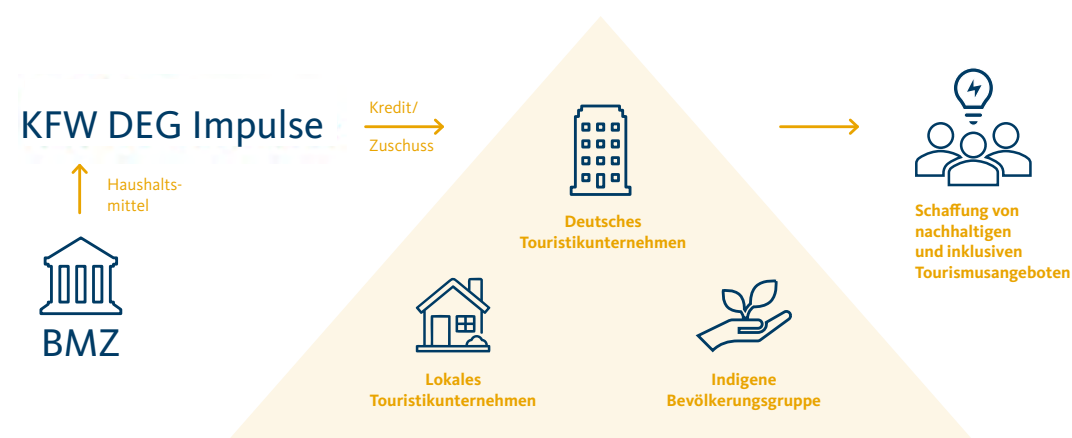 KFW DEG Impulse
Kredit/
Zuschuss
Haushalts-
mittel
BMZ
Deutsches
Touristikunternehmen
Lokales
Touristikunternehmen
Indigene
Bevölkerungsgruppe
Schaffung von
nachhaltigen
und inklusiven
Tourismusangeboten